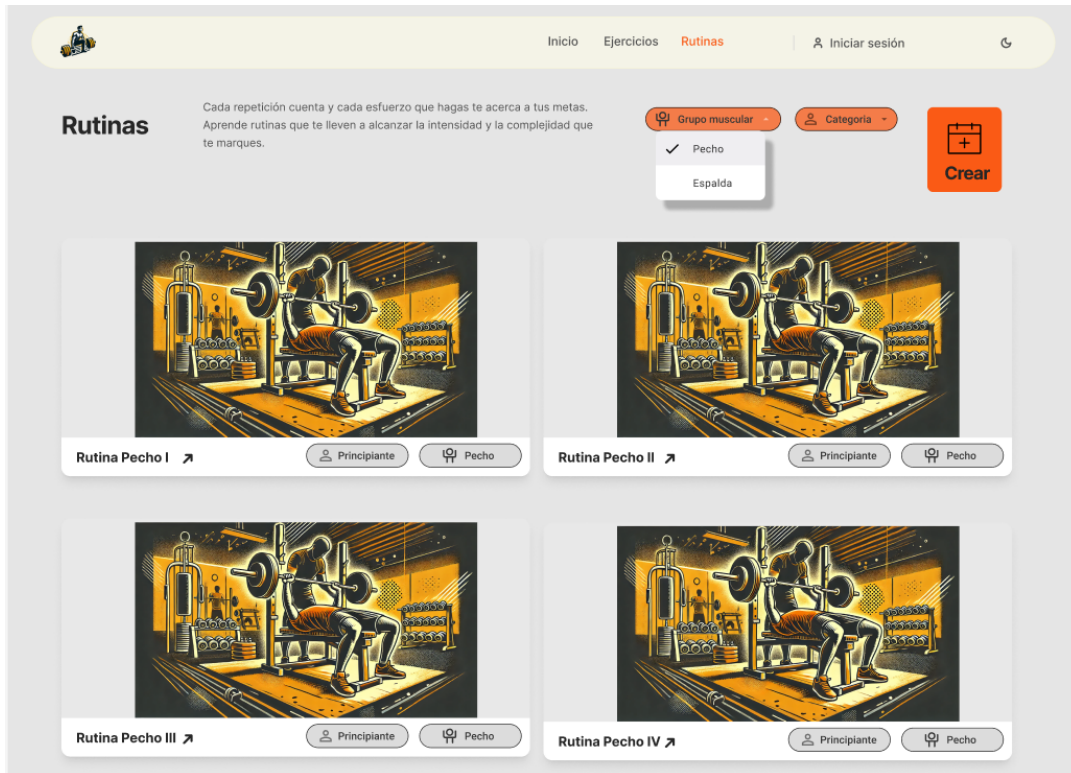 Inicio Ejercicios Rutinas Iniciar sesión
Rutinas
Cada repetición cuenta y cada esfuerzo que hagas te acerca a tus metas.
Aprende rutinas que te lleven a alcanzar la intensidad y la complejidad que
te marques.
Grupo muscular
Categoria
Pecho
Espalda
Crear
Rutina Pecho I
Principiante
Pecho
Rutina Pecho II
Principiante
Pecho
Rutina Pecho III
Principiante
Pecho
Rutina Pecho IV
Principiante
Pecho